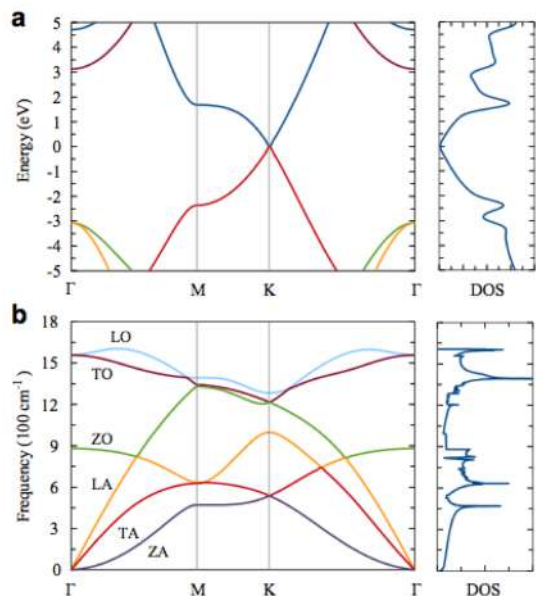 a
Energy (eV)
5
4
3
2
1
0
-1
-2
-3
-4
-5
Γ
M
K
Γ
DOS
b
Frequency (100 cm⁻¹)
18
15
12
9
6
3
0
LO
TO
ZO
LA
TA
ZA
Γ
M
K
Γ
DOS